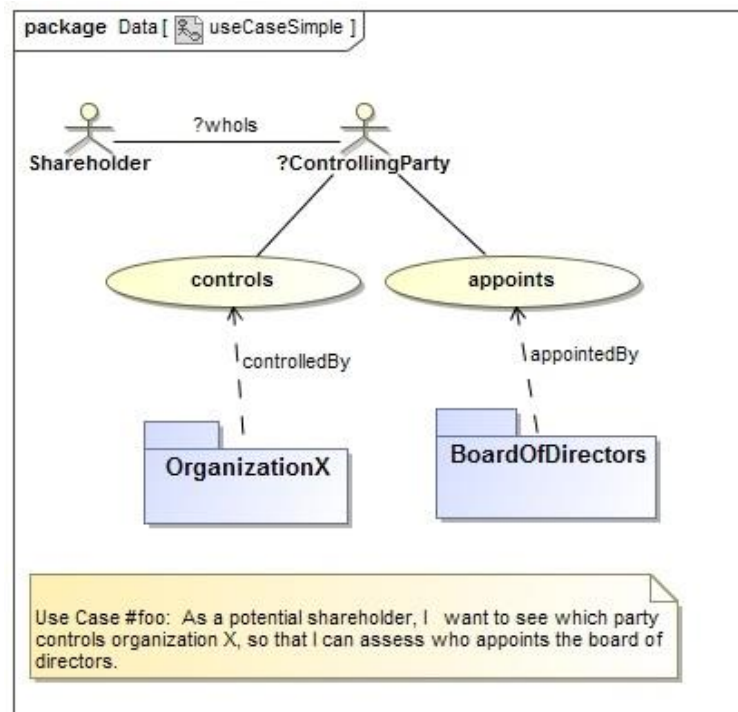 package Data [ useCaseSimple ]
?whoIs
Shareholder
?ControllingParty
controls
appoints
controlledBy
appointedBy
OrganizationX
BoardOfDirectors
Use Case #foo: As a potential shareholder, I want to see which party
controls organization X, so that I can assess who appoints the board of
directors.